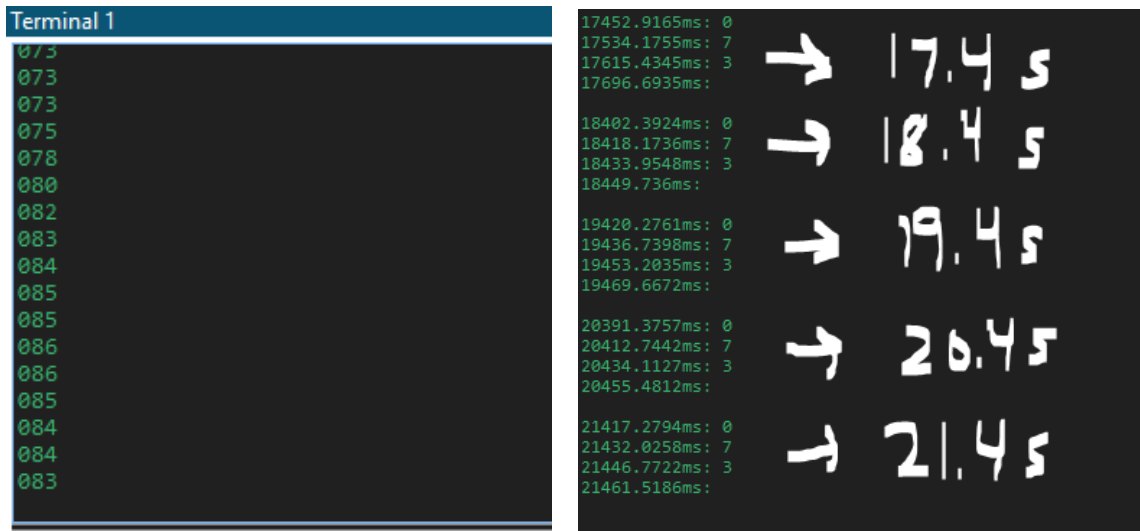 Terminal 1
073
073
073
075
078
080
082
083
084
085
085
086
086
085
084
084
083
17452.9165ms: 0
17534.1755ms: 7
17615.4345ms: 3
17696.6935ms:
→ 17.4 s
18402.3924ms: 0
18418.1736ms: 7
18433.9548ms: 3
18449.736ms:
→ 18.4 s
19420.2761ms: 0
19436.7398ms: 7
19453.2035ms: 3
19469.6672ms:
→ 19.4 s
20391.3757ms: 0
20412.7442ms: 7
20434.1127ms: 3
20455.4812ms:
→ 20.4 s
21417.2794ms: 0
21432.0258ms: 7
21446.7722ms: 3
21461.5186ms:
→ 21.4 s